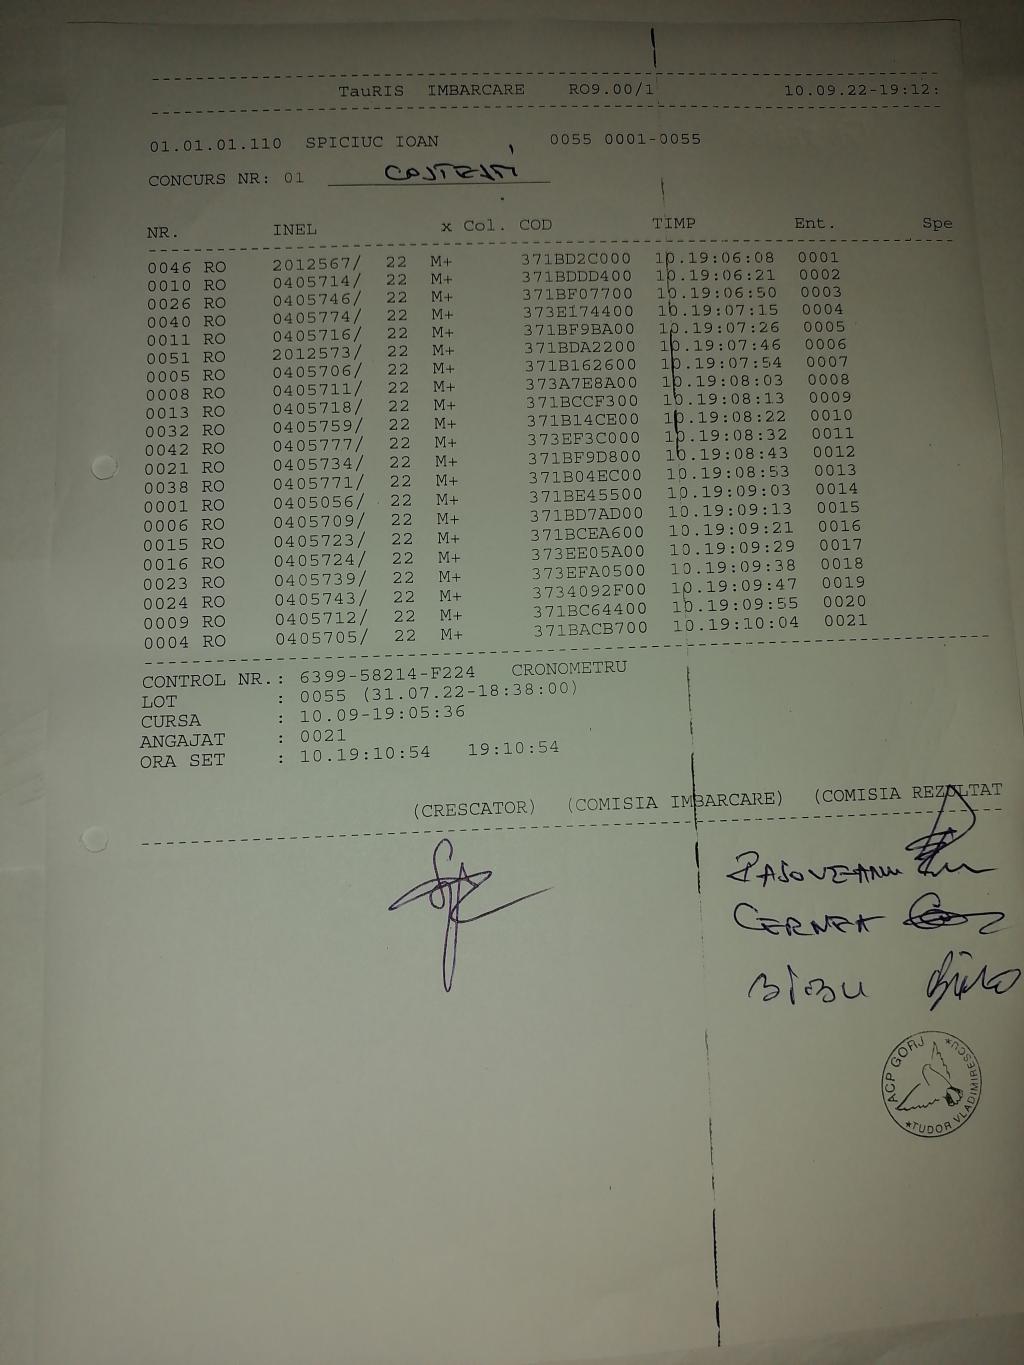 TauRIS IMBARCARE RO9.00/1 10.09.22-19:12:
01.01.01.110 SPICIUC IOAN 0055 0001-0055
CONCURS NR: 01
NR. INEL x Col. COD TIMP Ent. Spe
0046 RO 2012567/ 22 M+ 371BD2C000 10.19:06:08 0001
0010 RO 0405714/ 22 M+ 371BDDD400 10.19:06:21 0002
0026 RO 0405746/ 22 M+ 371BF07700 10.19:06:50 0003
0040 RO 0405774/ 22 M+ 373E174400 10.19:07:15 0004
0011 RO 0405716/ 22 M+ 371BF9BA00 10.19:07:26 0005
0051 RO 2012573/ 22 M+ 371BDA2200 10.19:07:46 0006
0005 RO 0405706/ 22 M+ 371B162600 10.19:07:54 0007
0008 RO 0405711/ 22 M+ 373A7E8A00 10.19:08:03 0008
0013 RO 0405718/ 22 M+ 371BCCF300 10.19:08:13 0009
0032 RO 0405759/ 22 M+ 371B14CE00 10.19:08:22 0010
0042 RO 0405777/ 22 M+ 373EF3C000 10.19:08:32 0011
0021 RO 0405734/ 22 M+ 371BF9D800 10.19:08:43 0012
0038 RO 0405771/ 22 M+ 371B04EC00 10.19:08:53 0013
0001 RO 0405056/ 22 M+ 371BE45500 10.19:09:03 0014
0006 RO 0405709/ 22 M+ 371BD7AD00 10.19:09:13 0015
0015 RO 0405723/ 22 M+ 371BCEA600 10.19:09:21 0016
0016 RO 0405724/ 22 M+ 373EE05A00 10.19:09:29 0017
0023 RO 0405739/ 22 M+ 373EFA0500 10.19:09:38 0018
0024 RO 0405743/ 22 M+ 3734092F00 10.19:09:47 0019
0009 RO 0405712/ 22 M+ 371BC64400 10.19:09:55 0020
0004 RO 0405705/ 22 M+ 371BACB700 10.19:10:04 0021
CONTROL NR.: 6399-58214-F224 CRONOMETRU
LOT : 0055 (31.07.22-18:38:00)
CURSA : 10.09-19:05:36
ANGAJAT : 0021
ORA SET : 10.19:10:54 19:10:54
(CRESCATOR) (COMISIA IMBARCARE) (COMISIA REZULTAT
CERNEA
BIBU
ACP GORJ
*TUDOR VLADIMIRESCU*